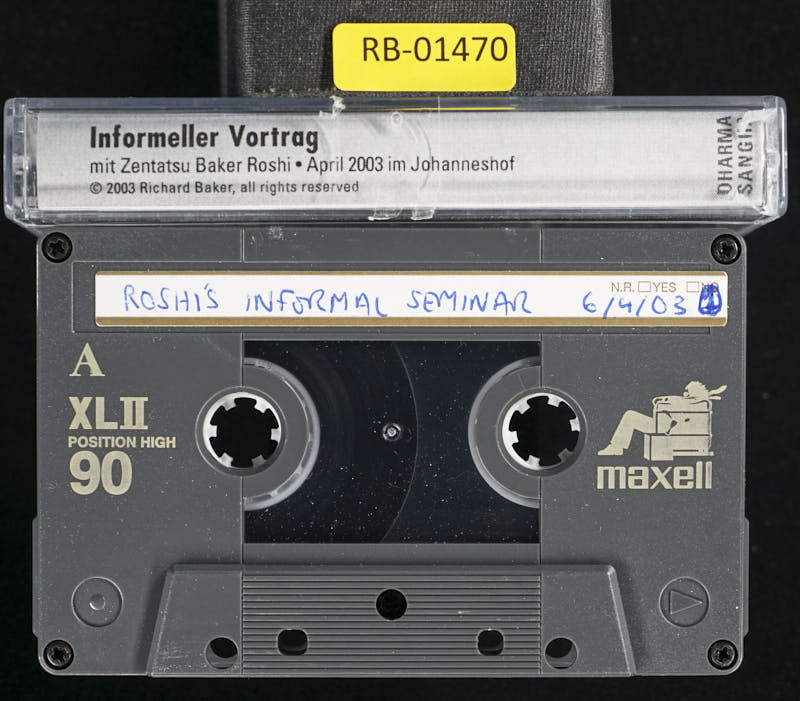 RB-01470
Informeller Vortrag
mit Zentatsu Baker Roshi • April 2003 im Johanneshof
© 2003 Richard Baker, all rights reserved
DHARMA
SANGHA
N.R. □YES □NO
ROSHI'S INFORMAL SEMINAR 6/4/03
A
XLII
POSITION HIGH
90
maxell